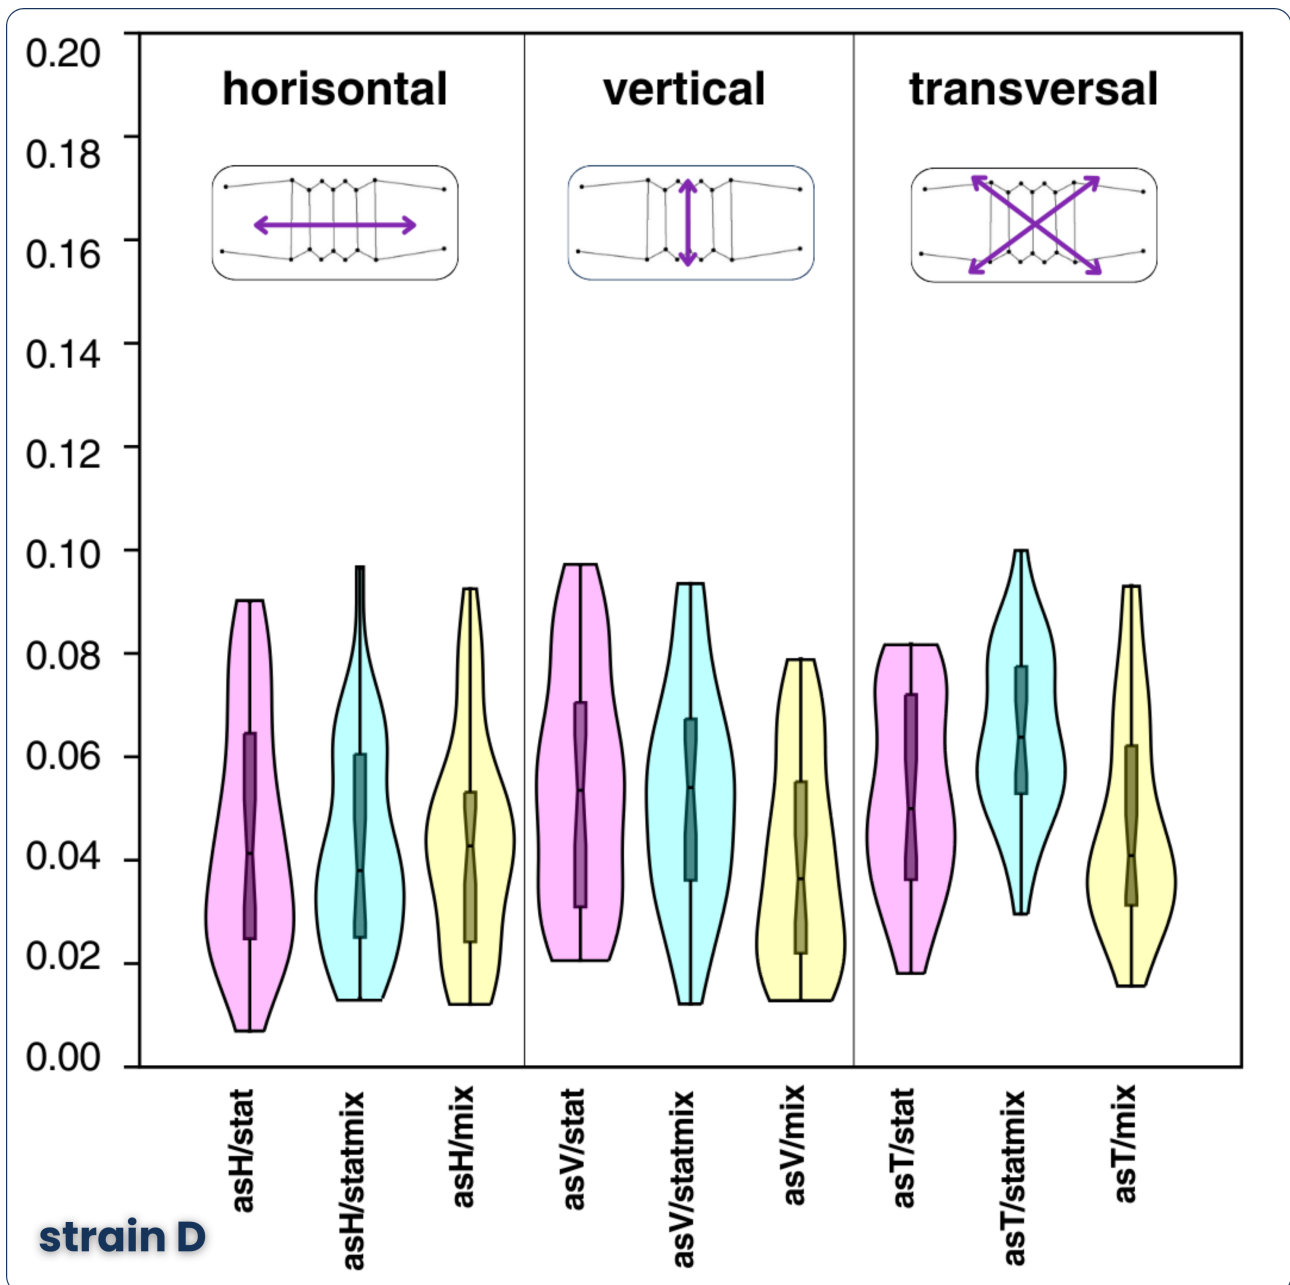 0.20
0.18
0.16
0.14
0.12
0.10
0.08
0.06
0.04
0.02
0.00
horisontal
vertical
transversal
asH/stat
asH/statmix
asH/mix
asV/stat
asV/statmix
asV/mix
asT/stat
asT/statmix
asT/mix
strain D